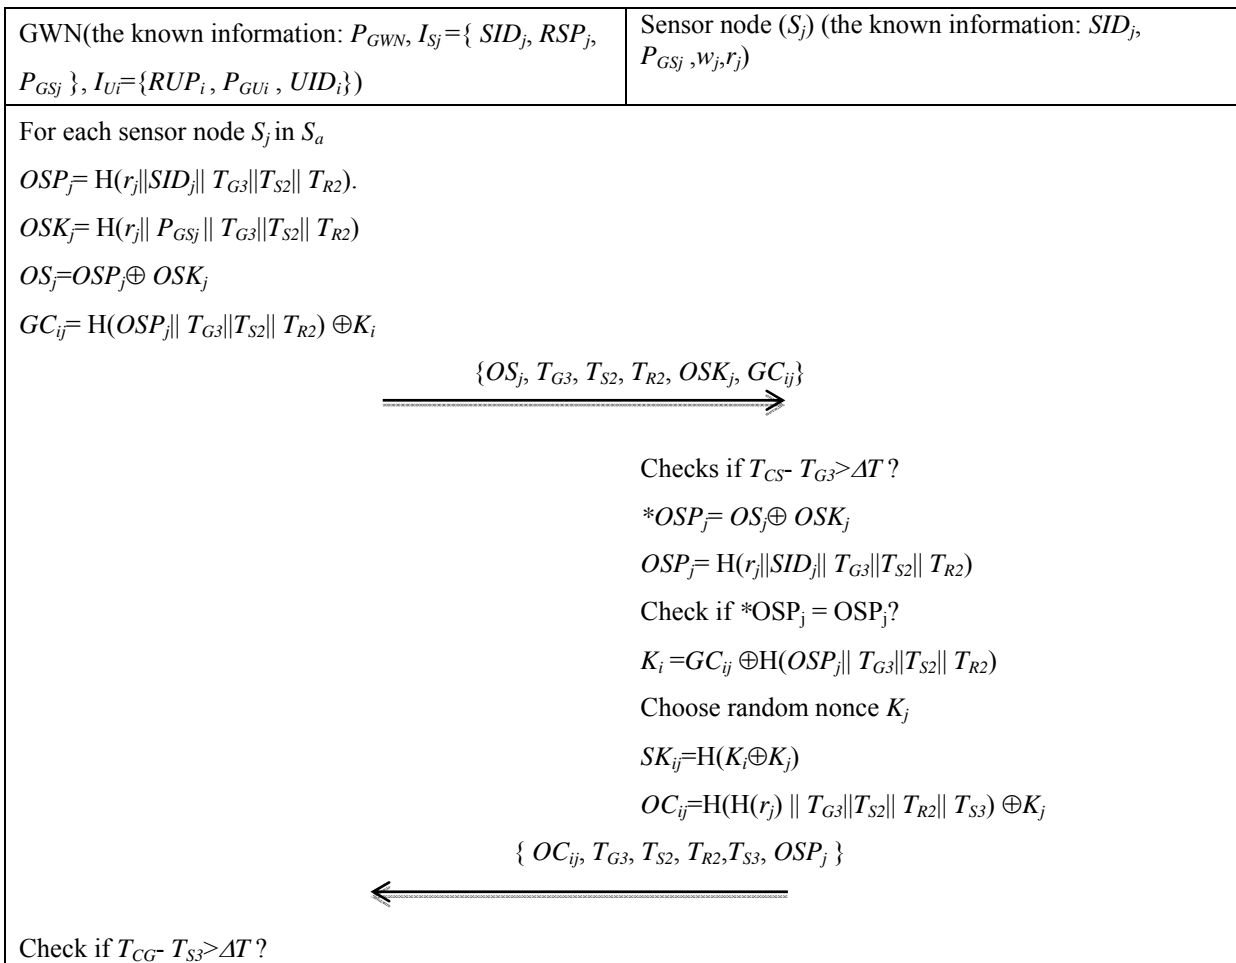 GWN(the known information: P_GWN, I_Sj={ SID_j, RSP_j,
P_GSj }, I_Ui={RUP_i , P_GUi , UID_i})
Sensor node (S_j) (the known information: SID_j,
P_GSj ,w_j,r_j)
For each sensor node S_j in S_a
OSP_j= H(r_j||SID_j|| T_G3||T_S2|| T_R2).
OSK_j= H(r_j|| P_GSj || T_G3||T_S2|| T_R2)
OS_j=OSP_j⊕ OSK_j
GC_ij= H(OSP_j|| T_G3||T_S2|| T_R2) ⊕K_i
{OS_j, T_G3, T_S2, T_R2, OSK_j, GC_ij}
Checks if T_CS- T_G3>ΔT ?
*OSP_j= OS_j⊕ OSK_j
OSP_j= H(r_j||SID_j|| T_G3||T_S2|| T_R2)
Check if *OSP_j = OSP_j?
K_i =GC_ij ⊕H(OSP_j|| T_G3||T_S2|| T_R2)
Choose random nonce K_j
SK_ij=H(K_i⊕K_j)
OC_ij=H(H(r_j) || T_G3||T_S2|| T_R2|| T_S3) ⊕K_j
{ OC_ij, T_G3, T_S2, T_R2,T_S3, OSP_j }
Check if T_CG- T_S3>ΔT ?